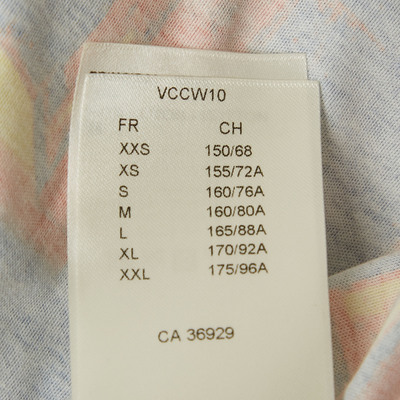 VCCW10
FR CH
XXS 150/68
XS 155/72A
S 160/76A
M 160/80A
L 165/88A
XL 170/92A
XXL 175/96A
CA 36929